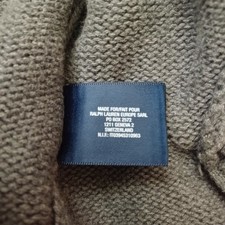 MADE FOR/FAIT POUR
RALPH LAUREN EUROPE SARL
PO BOX 2572
1211 GENEVA 2
SWITZERLAND